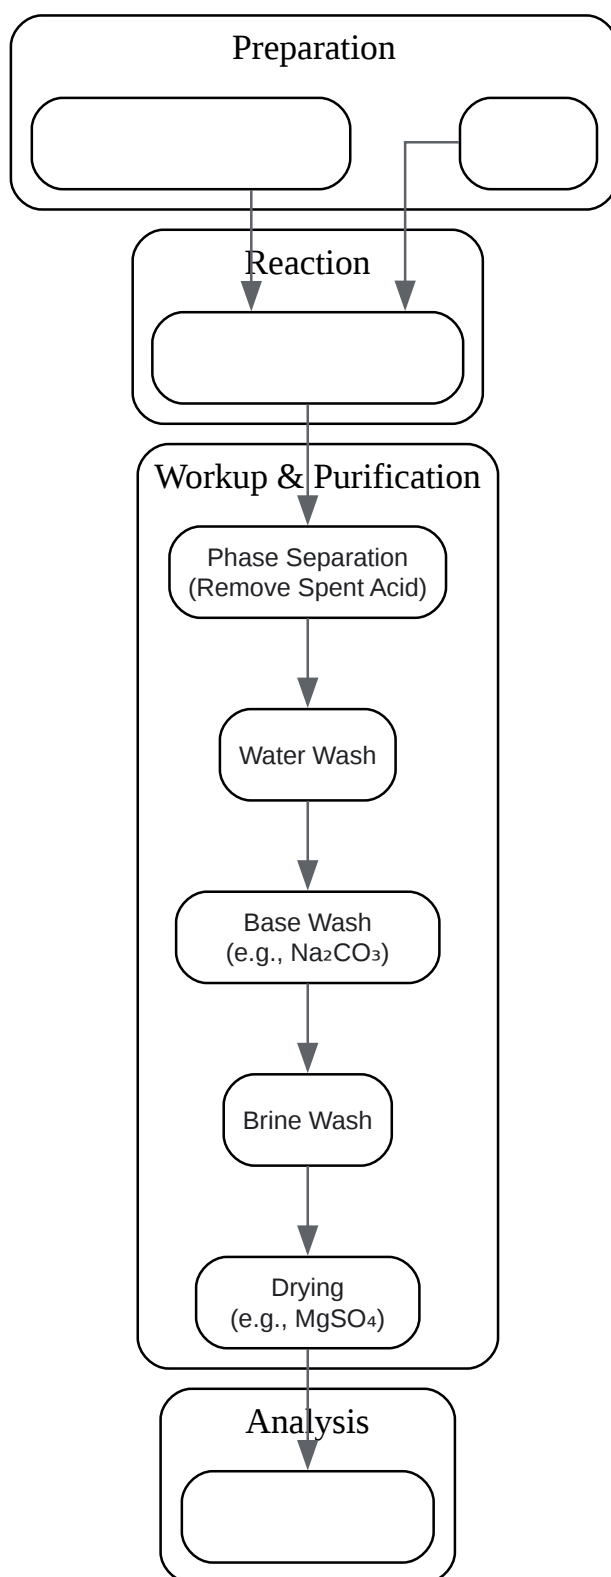 Preparation
Reaction
Workup & Purification
Phase Separation
(Remove Spent Acid)
Water Wash
Base Wash
(e.g., Na₂CO₃)
Brine Wash
Drying
(e.g., MgSO₄)
Analysis